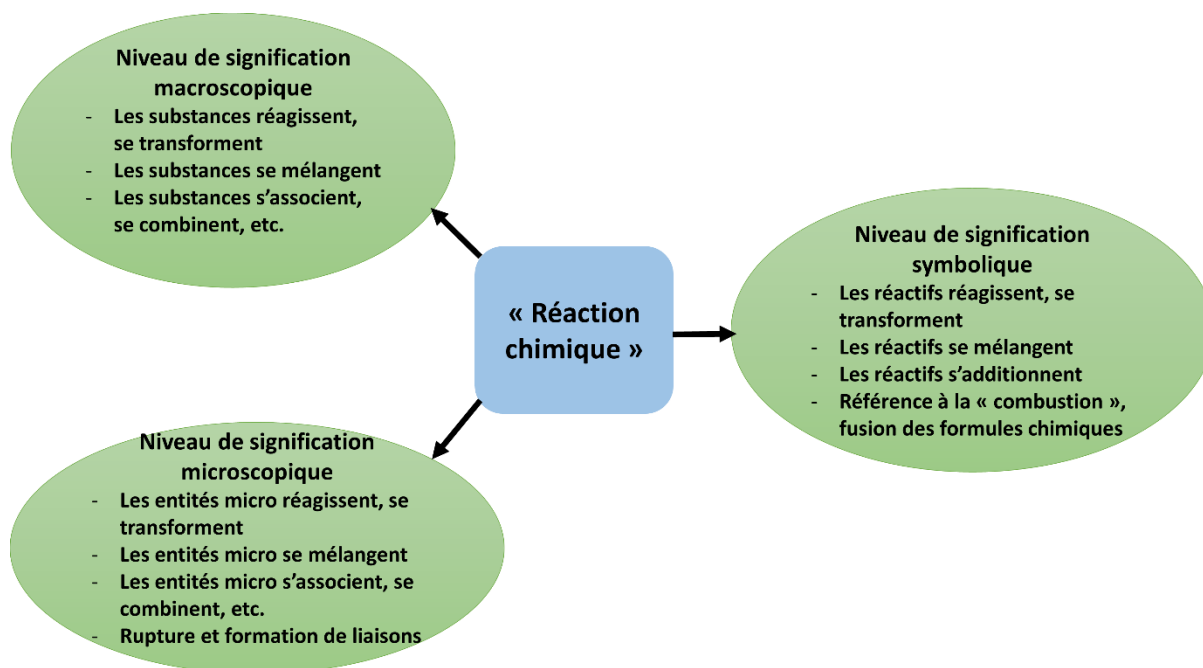 Niveau de signification
macroscopique
- Les substances réagissent,
se transforment
- Les substances se mélangent
- Les substances s’associent,
se combinent, etc.
« Réaction
chimique »
Niveau de signification
symbolique
- Les réactifs réagissent, se
transforment
- Les réactifs se mélangent
- Les réactifs s’additionnent
- Référence à la « combustion »,
fusion des formules chimiques
Niveau de signification
microscopique
- Les entités micro réagissent, se
transforment
- Les entités micro se mélangent
- Les entités micro s’associent, se
combinent, etc.
- Rupture et formation de liaisons